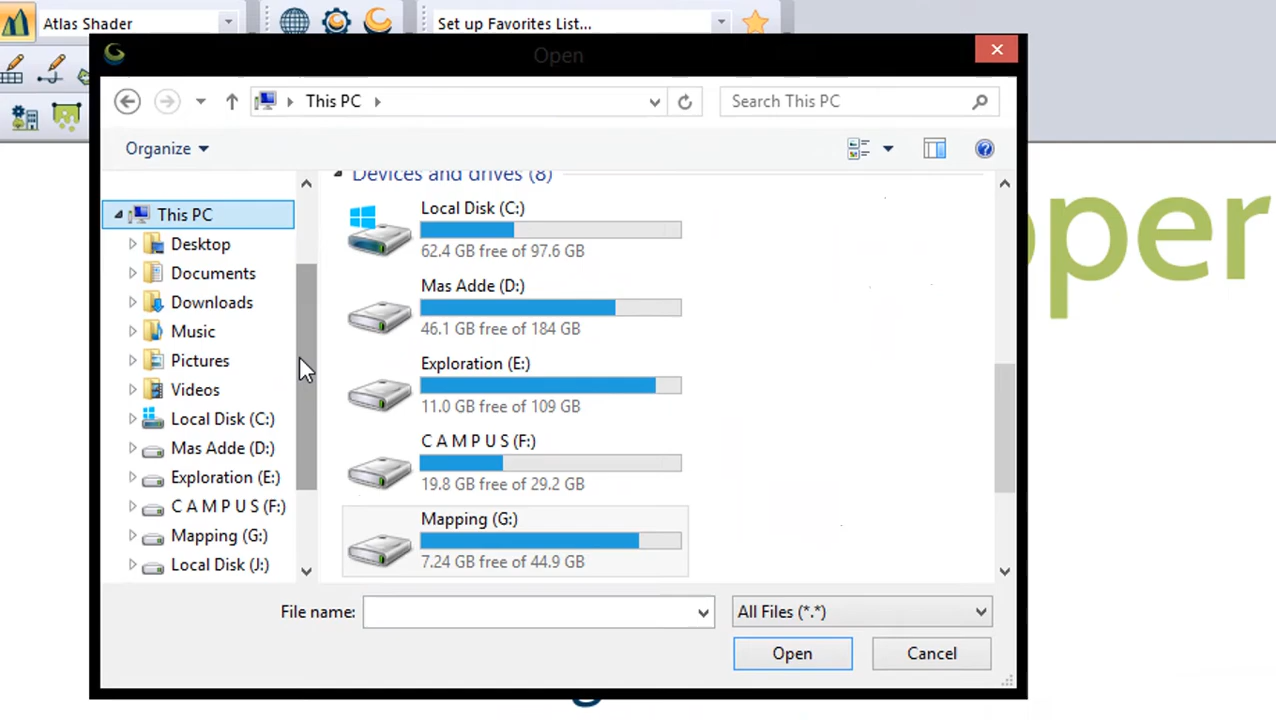 Atlas Shader
Set up Favorites List...
Open
This PC
Search This PC
Organize
This PC
Desktop
Documents
Downloads
Music
Pictures
Videos
Local Disk (C:)
Mas Adde (D:)
Exploration (E:)
C A M P U S (F:)
Mapping (G:)
Local Disk (J:)
Devices and drives (8)
Local Disk (C:)
62.4 GB free of 97.6 GB
Mas Adde (D:)
46.1 GB free of 184 GB
Exploration (E:)
11.0 GB free of 109 GB
C A M P U S (F:)
19.8 GB free of 29.2 GB
Mapping (G:)
7.24 GB free of 44.9 GB
File name:
All Files (*.*)
Open
Cancel
per